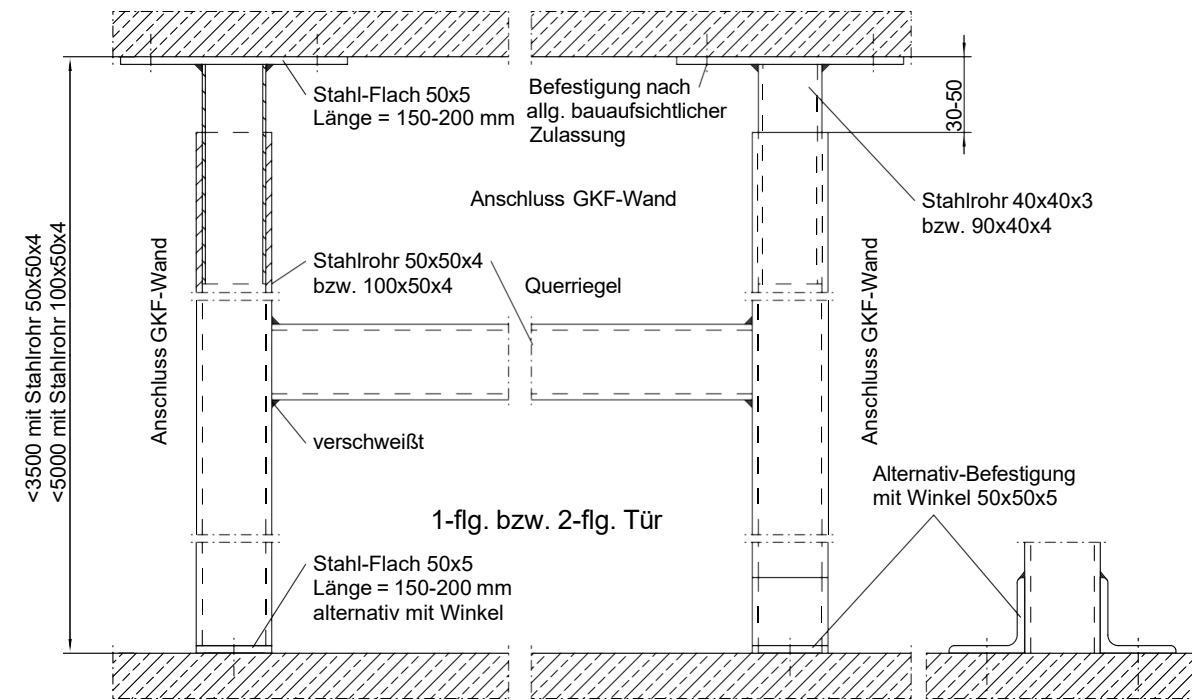 Stahl-Flach 50x5
Länge = 150-200 mm
Befestigung nach
allg. bauaufsichtlicher
Zulassung
30-50
Anschluss GKF-Wand
Stahlrohr 40x40x3
bzw. 90x40x4
Anschluss GKF-Wand
Stahlrohr 50x50x4
bzw. 100x50x4
Querriegel
Anschluss GKF-Wand
<3500 mit Stahlrohr 50x50x4
<5000 mit Stahlrohr 100x50x4
verschweißt
Alternativ-Befestigung
mit Winkel 50x50x5
1-flg. bzw. 2-flg. Tür
Stahl-Flach 50x5
Länge = 150-200 mm
alternativ mit Winkel